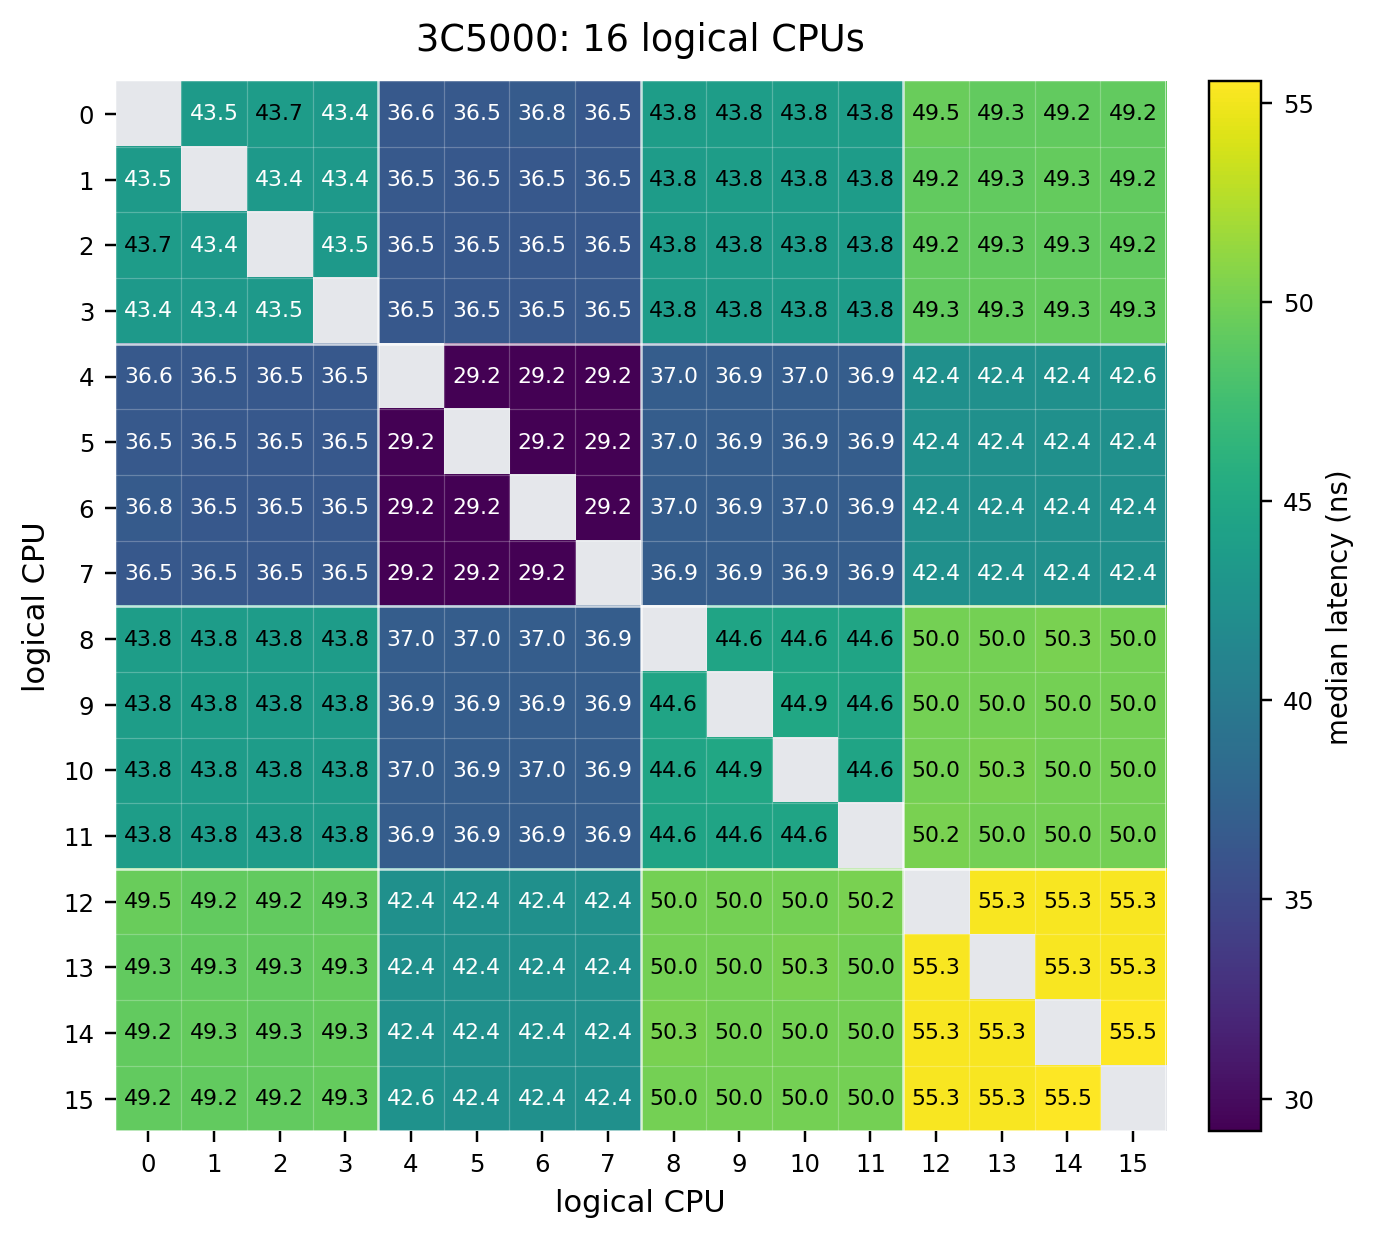 3C5000: 16 logical CPUs
0 43.5 43.7 43.4 36.6 36.5 36.8 36.5 43.8 43.8 43.8 43.8 49.5 49.3 49.2 49.2
1 43.5 43.4 43.4 36.5 36.5 36.5 36.5 43.8 43.8 43.8 43.8 49.2 49.3 49.3 49.2
2 43.7 43.4 43.5 36.5 36.5 36.5 36.5 43.8 43.8 43.8 43.8 49.2 49.3 49.3 49.2
3 43.4 43.4 43.5 36.5 36.5 36.5 36.5 43.8 43.8 43.8 43.8 49.3 49.3 49.3 49.3
4 36.6 36.5 36.5 36.5 29.2 29.2 29.2 37.0 36.9 37.0 36.9 42.4 42.4 42.4 42.6
5 36.5 36.5 36.5 36.5 29.2 29.2 29.2 37.0 36.9 36.9 36.9 42.4 42.4 42.4 42.4
6 36.8 36.5 36.5 36.5 29.2 29.2 29.2 37.0 36.9 37.0 36.9 42.4 42.4 42.4 42.4
7 36.5 36.5 36.5 36.5 29.2 29.2 29.2 36.9 36.9 36.9 36.9 42.4 42.4 42.4 42.4
8 43.8 43.8 43.8 43.8 37.0 37.0 37.0 36.9 44.6 44.6 44.6 50.0 50.0 50.3 50.0
9 43.8 43.8 43.8 43.8 36.9 36.9 36.9 36.9 44.6 44.9 44.6 50.0 50.0 50.0 50.0
10 43.8 43.8 43.8 43.8 37.0 36.9 37.0 36.9 44.6 44.9 44.6 50.0 50.3 50.0 50.0
11 43.8 43.8 43.8 43.8 36.9 36.9 36.9 36.9 44.6 44.6 44.6 50.2 50.0 50.0 50.0
12 49.5 49.2 49.2 49.3 42.4 42.4 42.4 42.4 50.0 50.0 50.0 50.2 55.3 55.3 55.3
13 49.3 49.3 49.3 49.3 42.4 42.4 42.4 42.4 50.0 50.0 50.3 50.0 55.3 55.3 55.3
14 49.2 49.3 49.3 49.3 42.4 42.4 42.4 42.4 50.3 50.0 50.0 50.0 55.3 55.3 55.5
15 49.2 49.2 49.2 49.3 42.6 42.4 42.4 42.4 50.0 50.0 50.0 50.0 55.3 55.3 55.5
0 1 2 3 4 5 6 7 8 9 10 11 12 13 14 15
logical CPU
logical CPU
55
50
45
40
35
30
median latency (ns)